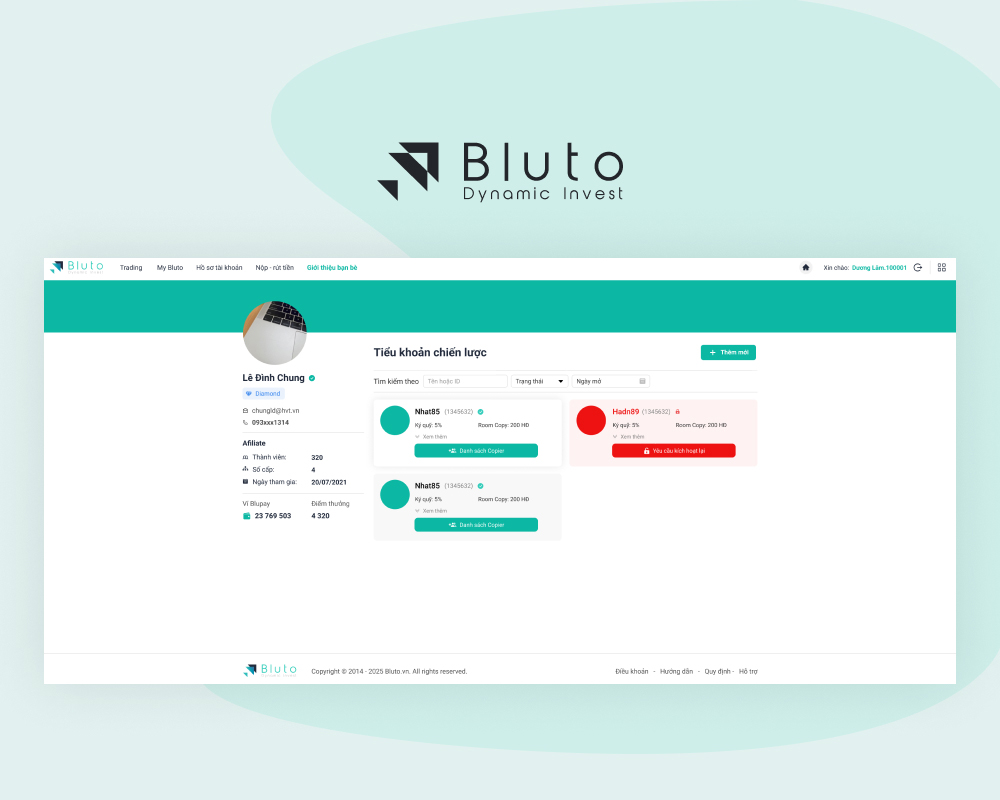 Bluto
Dynamic Invest
Bluto
Trading
My Bluto
Hồ sơ tài khoản
Nộp - rút tiền
Giới thiệu bạn bè
Xin chào: Dương Lâm.100001
Lê Đình Chung
Diamond
chungld@hvt.vn
093xxx1314
Afiliate
Thành viên: 320
Số cấp: 4
Ngày tham gia: 20/07/2021
Ví Blupay
Điểm thưởng
23 769 503
4 320
Tiểu khoản chiến lược
Thêm mới
Tìm kiếm theo
Tên hoặc ID
Trạng thái
Ngày mở
Nhat85 (1345632)
Ký quỹ: 5%
Room Copy: 200 HĐ
Xem thêm
Danh sách Copier
Hadn89 (1345632)
Ký quỹ: 5%
Room Copy: 200 HĐ
Xem thêm
Yêu cầu kích hoạt lại
Nhat85 (1345632)
Ký quỹ: 5%
Room Copy: 200 HĐ
Xem thêm
Danh sách Copier
Bluto
Copyright © 2014 - 2025 Bluto.vn. All rights reserved.
Điều khoản - Hướng dẫn - Quy định - Hỗ trợ